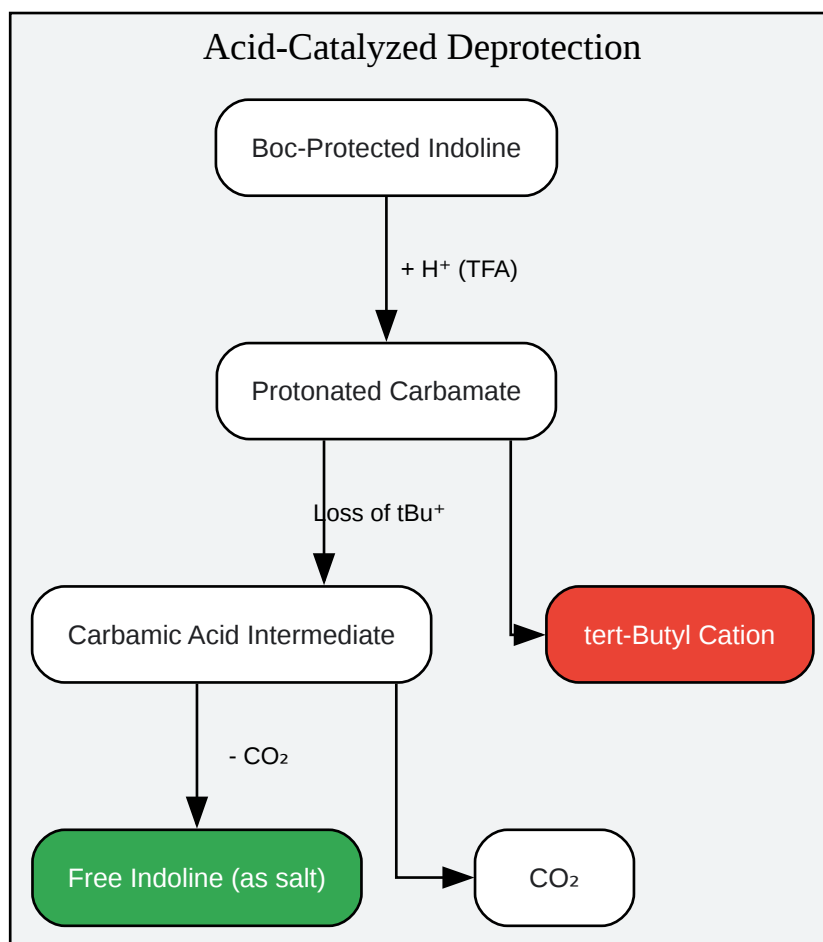 Acid-Catalyzed Deprotection
Boc-Protected Indoline
+ H⁺ (TFA)
Protonated Carbamate
Loss of tBu⁺
Carbamic Acid Intermediate
tert-Butyl Cation
- CO₂
Free Indoline (as salt)
CO₂